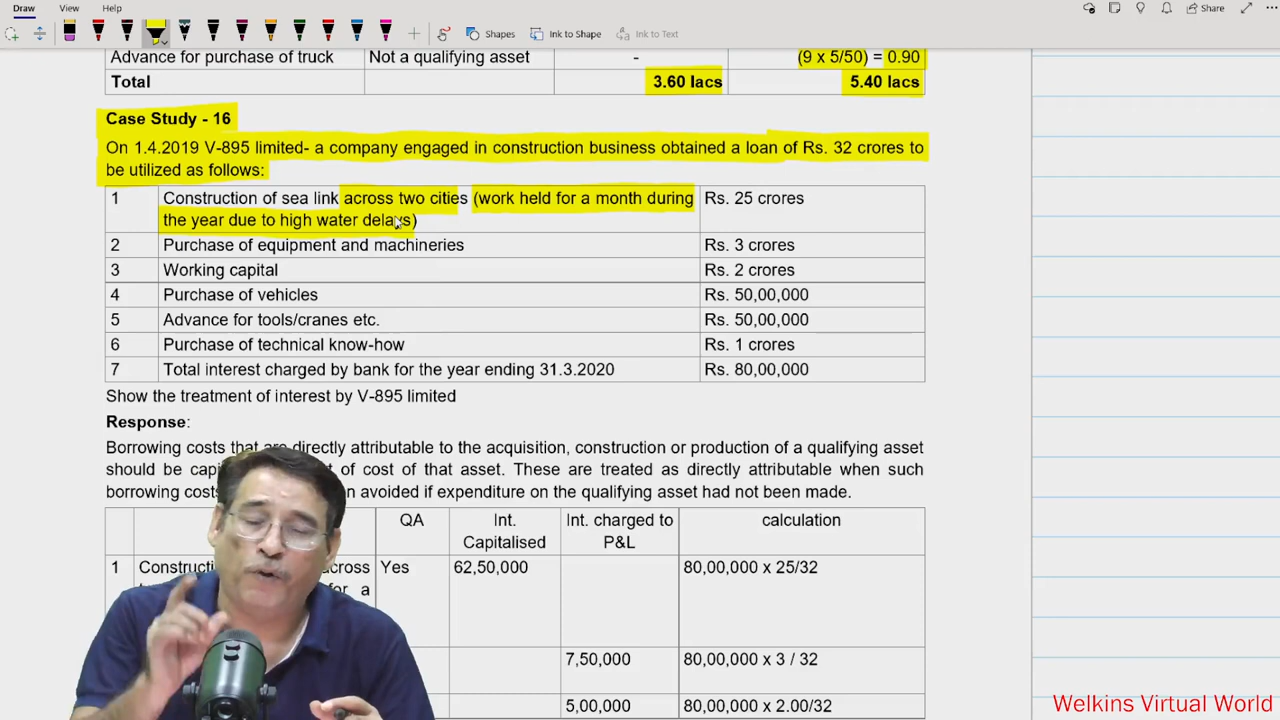 Draw View Help
Shapes Ink to Shape Ink to Text Share
Advance for purchase of truck Not a qualifying asset - (9 x 5/50) = 0.90
Total 3.60 lacs 5.40 lacs
Case Study - 16
On 1.4.2019 V-895 limited- a company engaged in construction business obtained a loan of Rs. 32 crores to
be utilized as follows:
1 Construction of sea link across two cities (work held for a month during Rs. 25 crores
the year due to high water delays)
2 Purchase of equipment and machineries Rs. 3 crores
3 Working capital Rs. 2 crores
4 Purchase of vehicles Rs. 50,00,000
5 Advance for tools/cranes etc. Rs. 50,00,000
6 Purchase of technical know-how Rs. 1 crores
7 Total interest charged by bank for the year ending 31.3.2020 Rs. 80,00,000
Show the treatment of interest by V-895 limited
Response:
Borrowing costs that are directly attributable to the acquisition, construction or production of a qualifying asset
should be of cost of that asset. These are treated as directly attributable when such
borrowing avoided if expenditure on the qualifying asset had not been made.
QA Int. Int. charged to calculation
Capitalised P&L
1 across Yes 62,50,000 80,00,000 x 25/32
for a
7,50,000 80,00,000 x 3 / 32
5,00,000 80,00,000 x 2.00/32
Welkins Virtual World